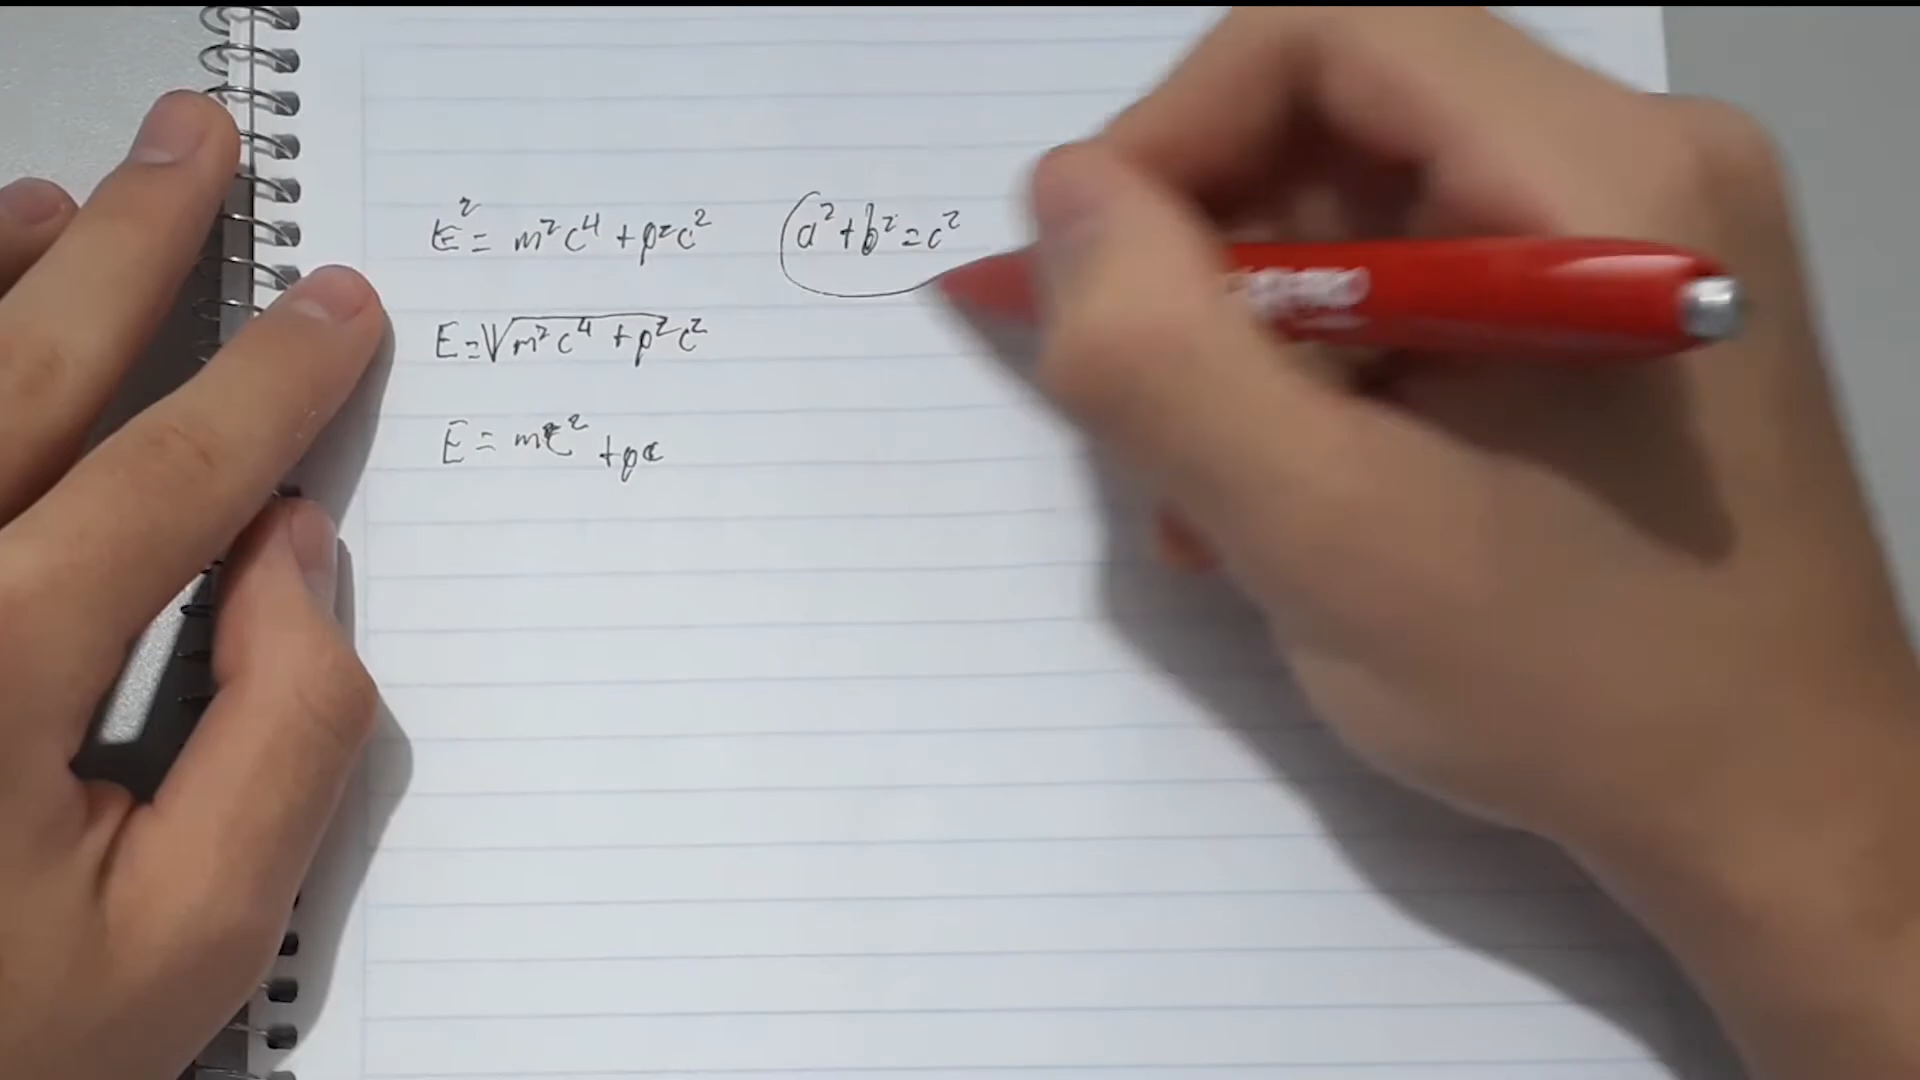 E² = m²c⁴ + p²c² a² + b² = c²
E = √m²c⁴ + p²c²
E = mc² + pc